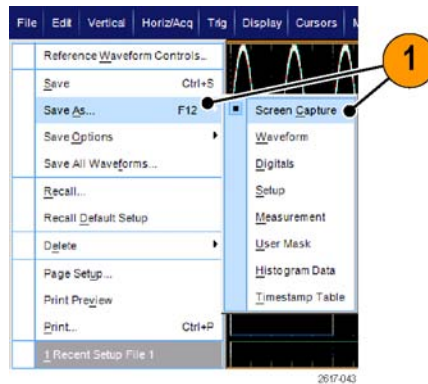 File Edit Vertical Horiz/Acq Trig Display Cursors
Reference Waveform Controls...
Save Ctrl+S
Save As... F12
Save Options
Save All Waveforms...
Recall...
Recall Default Setup
Delete
Page Setup...
Print Preview
Print... Ctrl+P
1 Recent Setup File 1
Screen Capture
Waveform
Digitals
Setup
Measurement
User Mask
Histogram Data
Timestamp Table
1
2617-043